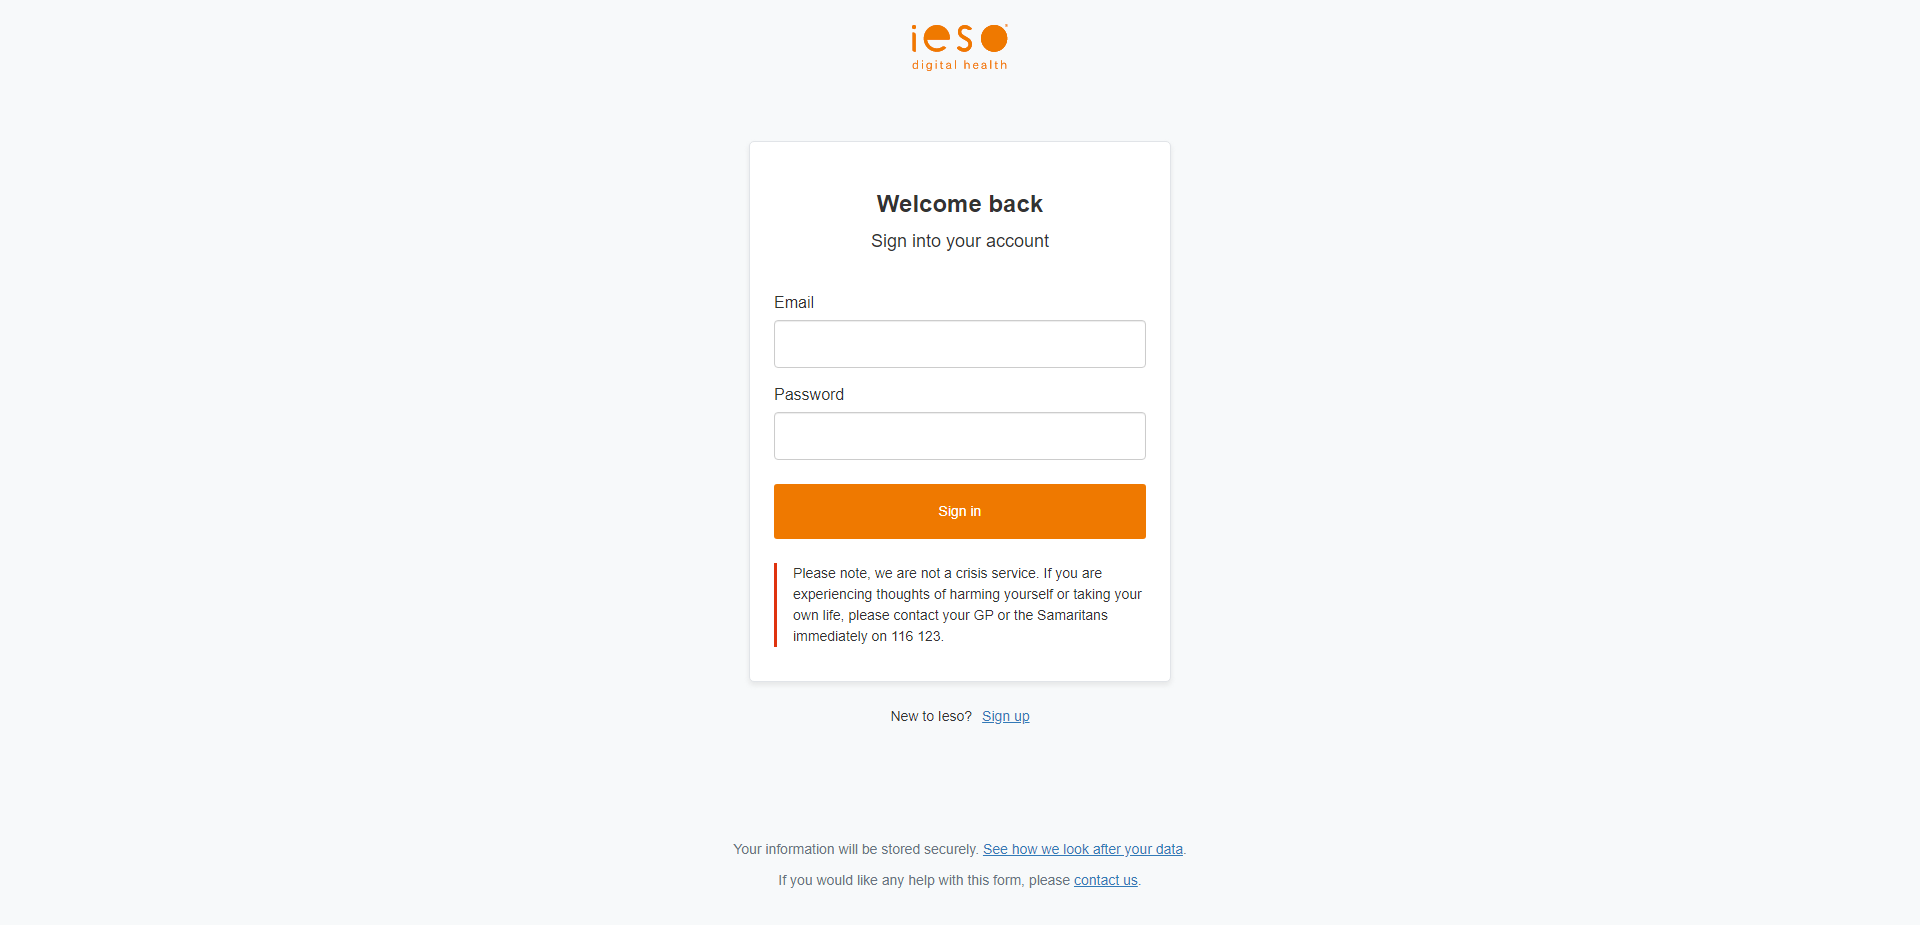 ieso
digital health
Welcome back
Sign into your account
Email
Password
Sign in
Please note, we are not a crisis service. If you are
experiencing thoughts of harming yourself or taking your
own life, please contact your GP or the Samaritans
immediately on 116 123.
New to Ieso? Sign up
Your information will be stored securely. See how we look after your data.
If you would like any help with this form, please contact us.